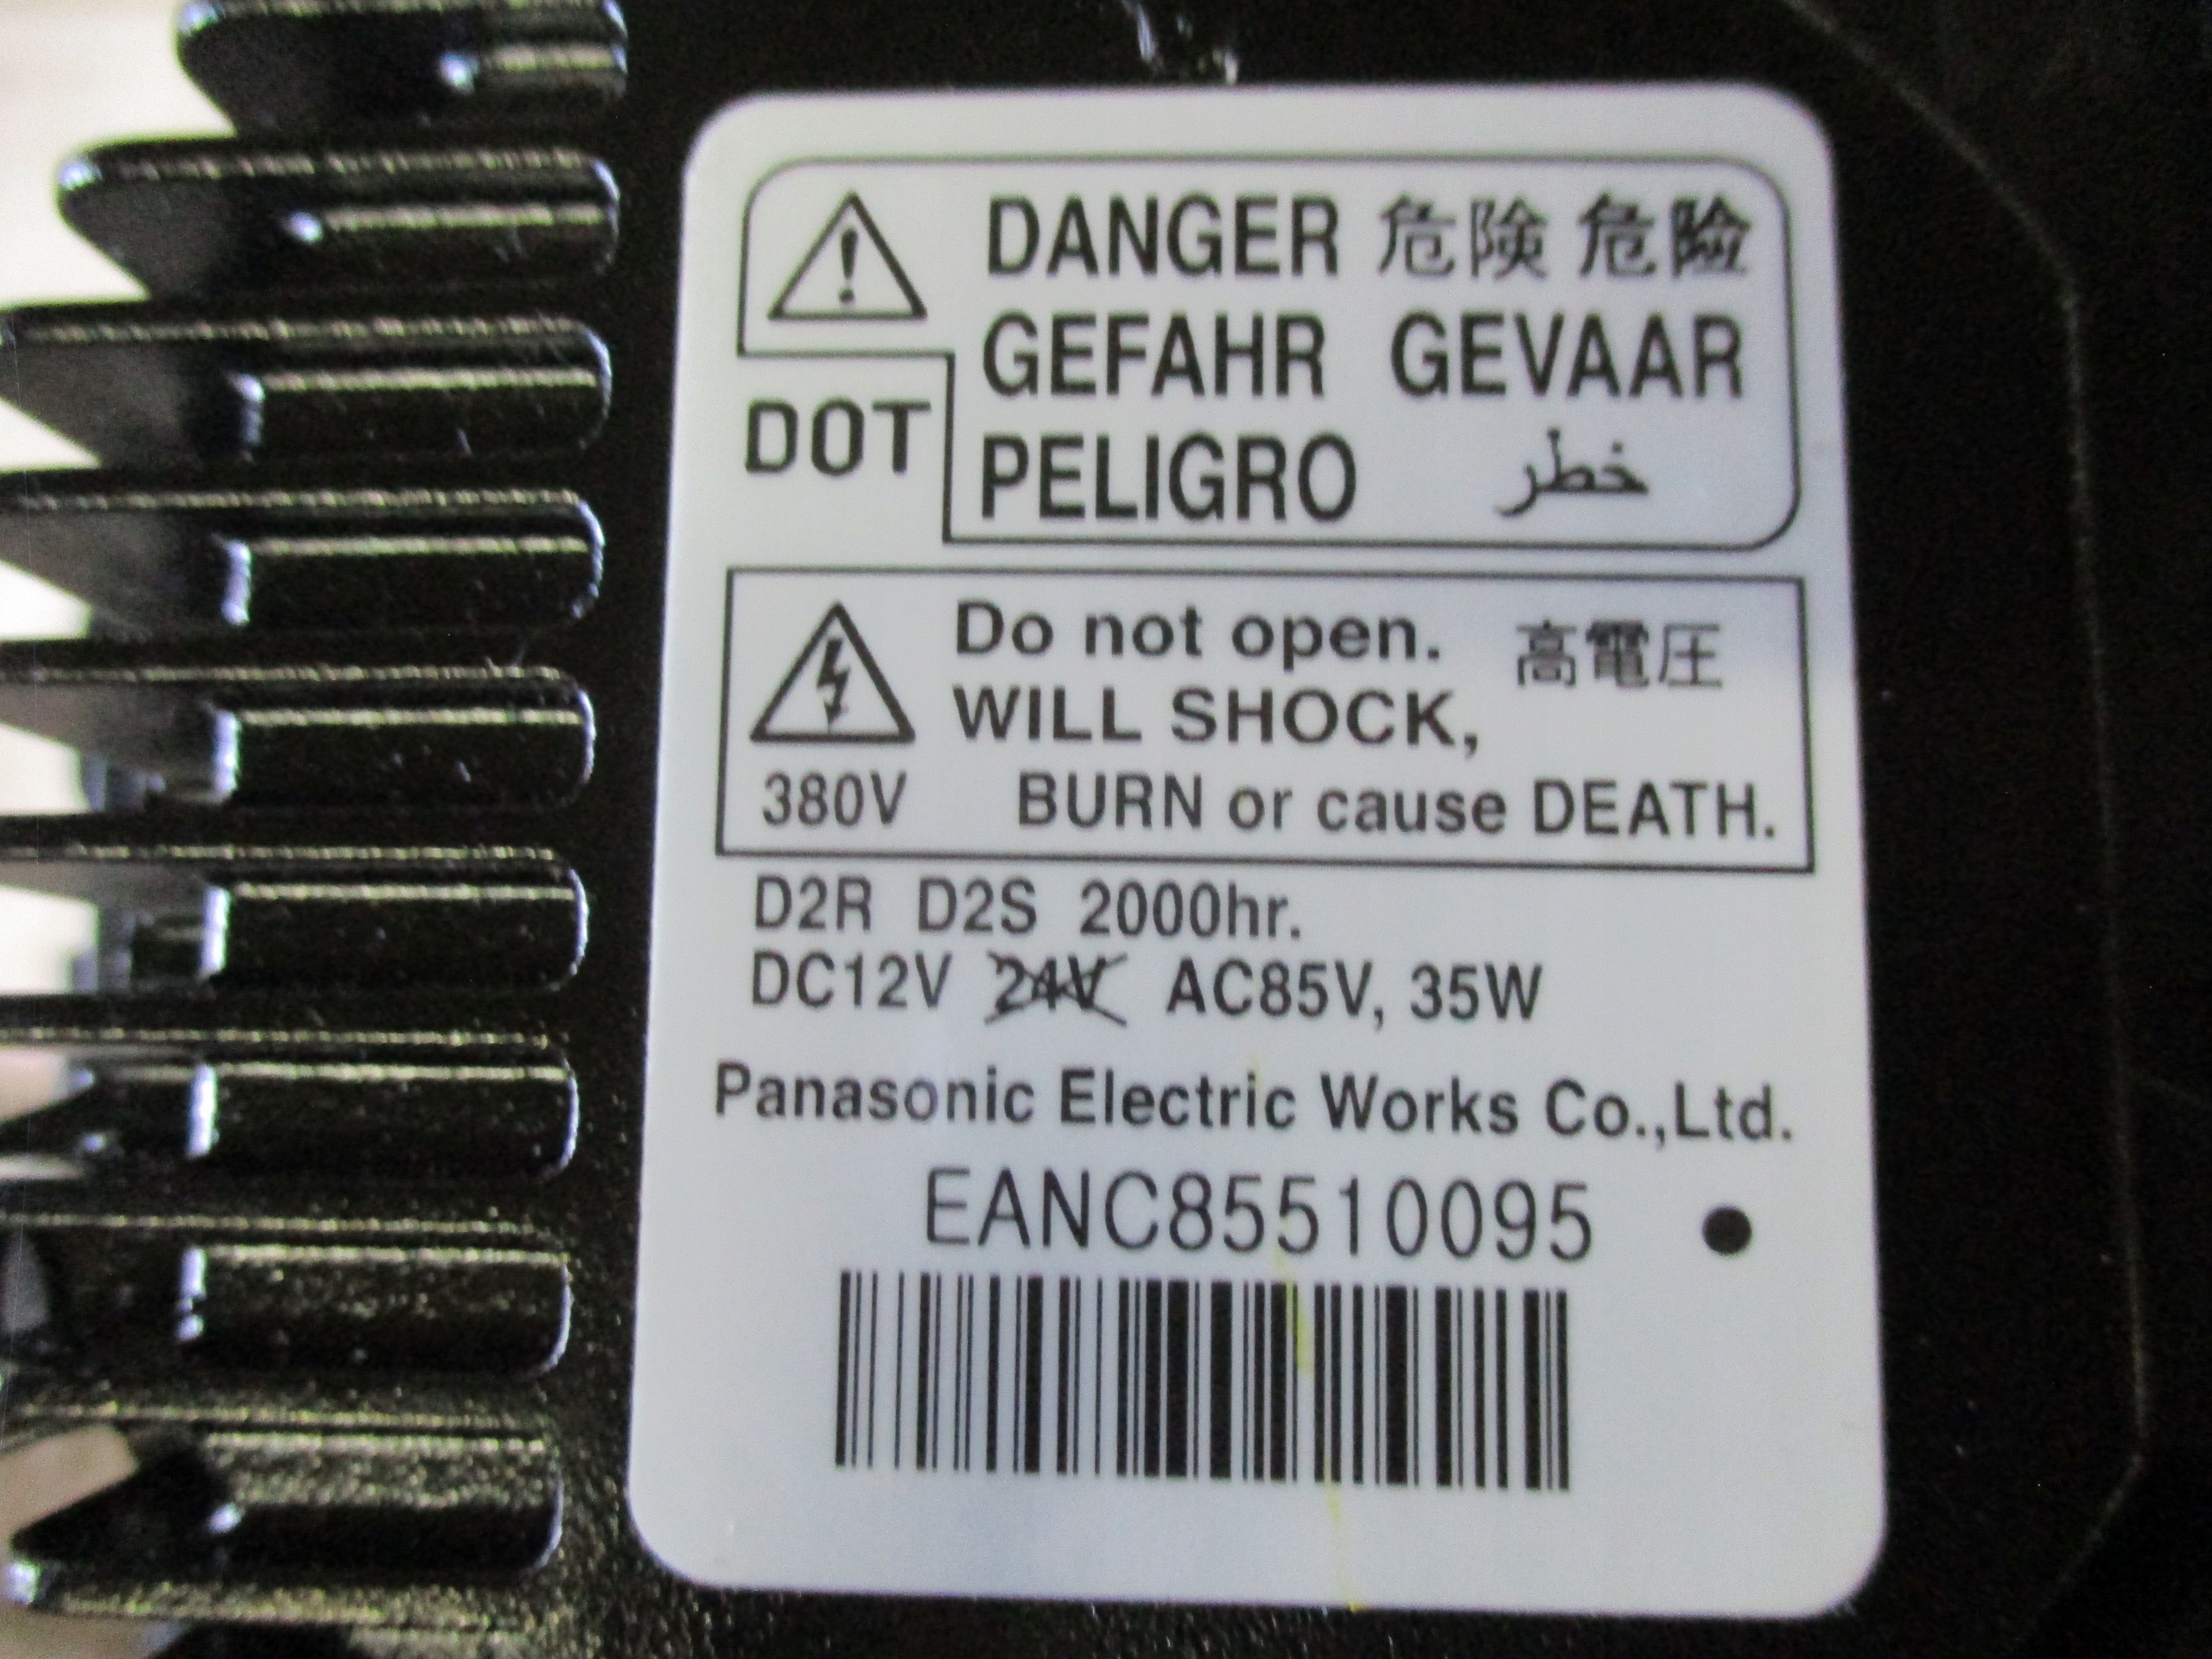 DANGER 危険 危險
GEFAHR GEVAAR
DOT
PELIGRO خطر
Do not open. 高電圧
WILL SHOCK,
380V BURN or cause DEATH.
D2R D2S 2000hr.
DC12V 24V AC85V, 35W
Panasonic Electric Works Co.,Ltd.
EANC85510095